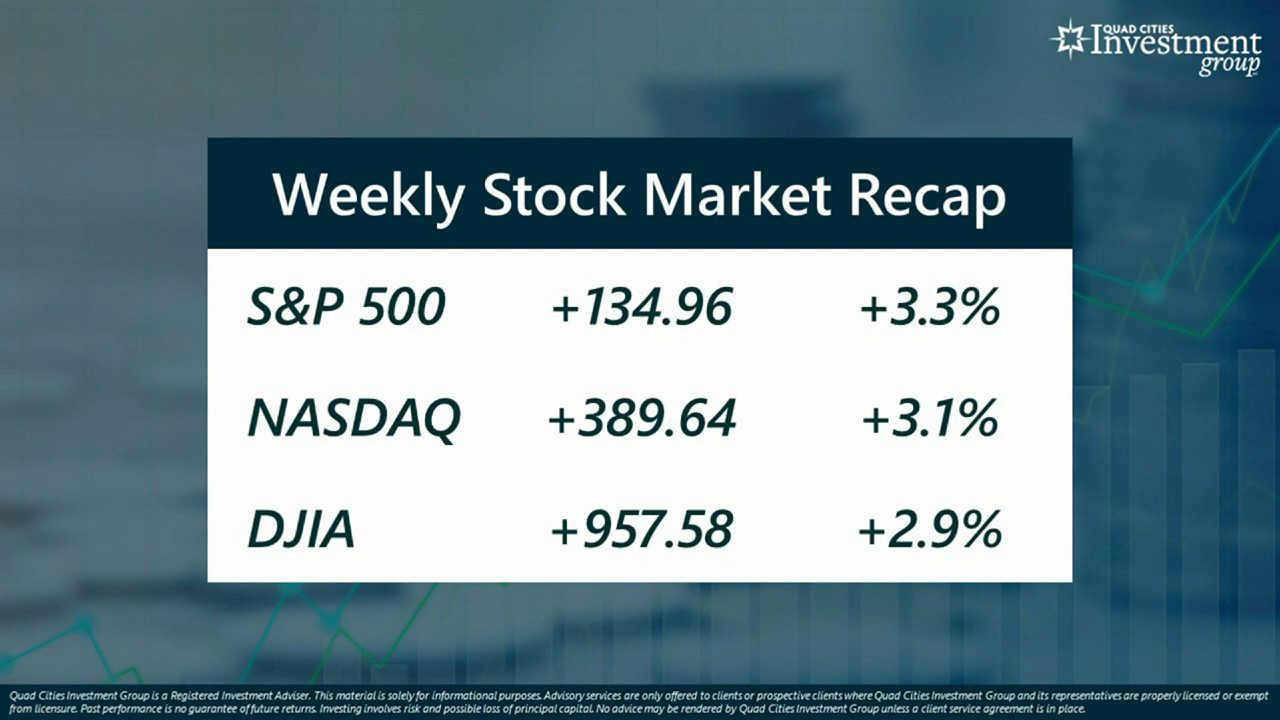 QUAD CITIES
Investment
group
Weekly Stock Market Recap
S&P 500 +134.96 +3.3%
NASDAQ +389.64 +3.1%
DJIA +957.58 +2.9%
Quad Cities Investment Group is a Registered Investment Adviser. This material is solely for informational purposes. Advisory services are only offered to clients or prospective clients where Quad Cities Investment Group and its representatives are properly licensed or exempt
from licensure. Past performance is no guarantee of future returns. Investing involves risk and possible loss of principal capital. No advice may be rendered by Quad Cities Investment Group unless a client service agreement is in place.